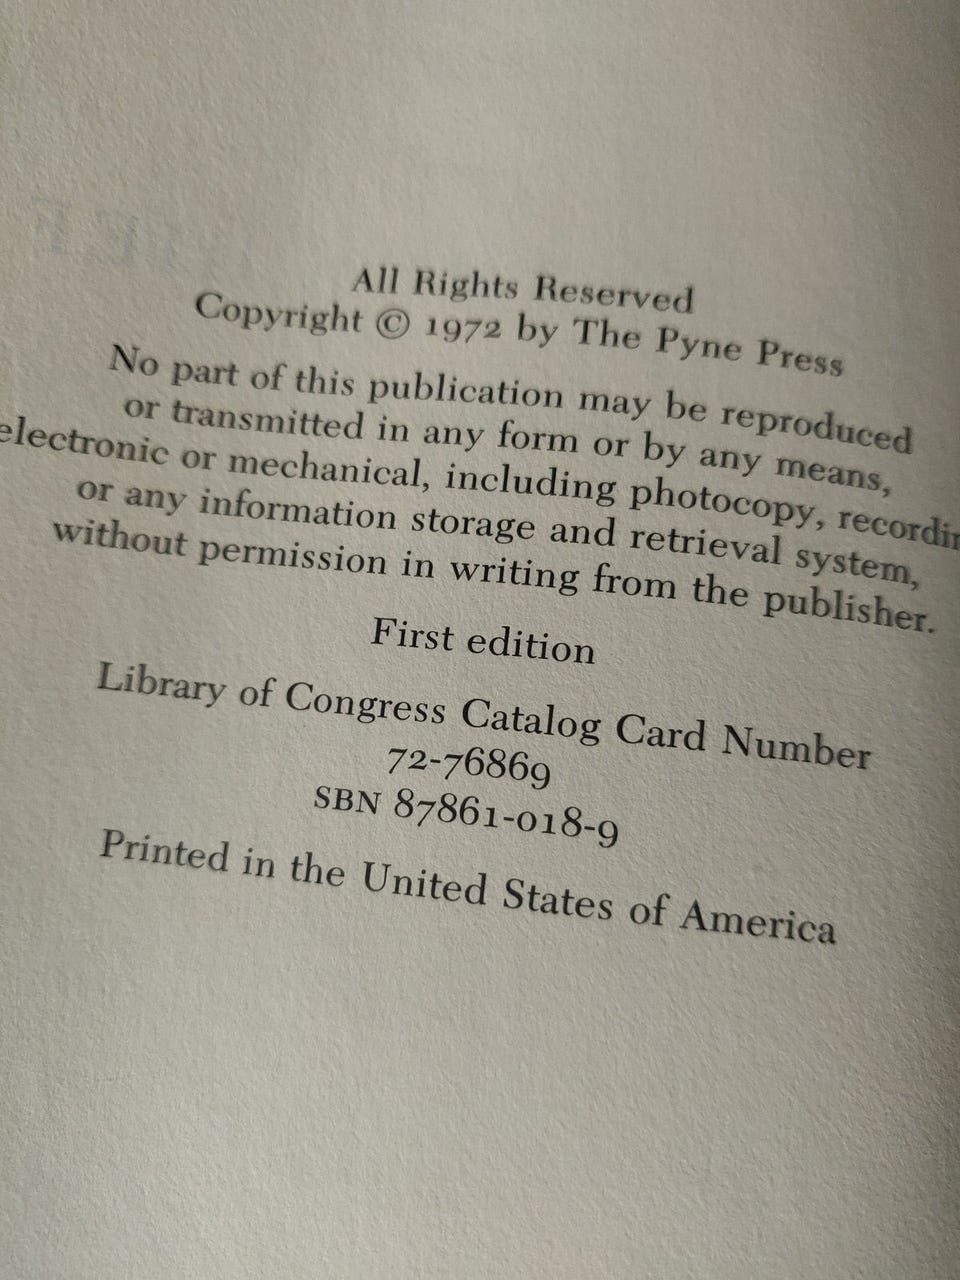 All Rights Reserved
Copyright © 1972 by The Pyne Press
No part of this publication may be reproduced
or transmitted in any form or by any means,
electronic or mechanical, including photocopy, recordin
or any information storage and retrieval system,
without permission in writing from the publisher.
First edition
Library of Congress Catalog Card Number
72-76869
SBN 87861-018-9
Printed in the United States of America